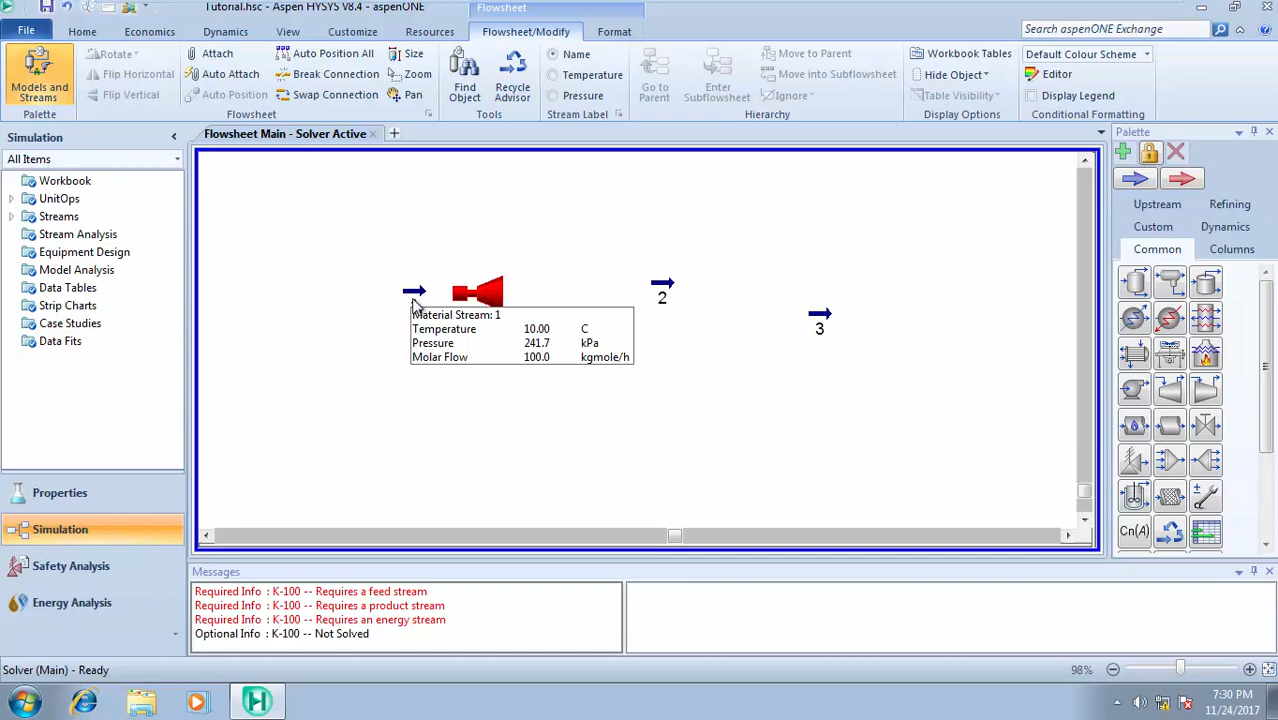 Tutorial.hsc - Aspen HYSYS V8.4 - aspenONE
Flowsheet
File
Home
Economics
Dynamics
View
Customize
Resources
Flowsheet/Modify
Format
Search aspenONE Exchange
Models and Streams
Palette
Rotate
Flip Horizontal
Flip Vertical
Attach
Auto Attach
Auto Position
Auto Position All
Break Connection
Swap Connection
Size
Zoom
Pan
Flowsheet
Find Object
Recycle Advisor
Tools
Name
Temperature
Pressure
Stream Label
Go to Parent
Enter Subflowsheet
Move to Parent
Move into Subflowsheet
Ignore
Hierarchy
Workbook Tables
Hide Object
Table Visibility
Display Options
Default Colour Scheme
Editor
Display Legend
Conditional Formatting
Simulation
All Items
Workbook
UnitOps
Streams
Stream Analysis
Equipment Design
Model Analysis
Data Tables
Strip Charts
Case Studies
Data Fits
Properties
Simulation
Safety Analysis
Energy Analysis
Flowsheet Main - Solver Active
Material Stream: 1
Temperature 10.00 C
Pressure 241.7 kPa
Molar Flow 100.0 kgmole/h
2
3
Palette
Upstream
Refining
Custom
Dynamics
Common
Columns
Cn(A)
Messages
Required Info : K-100 -- Requires a feed stream
Required Info : K-100 -- Requires a product stream
Required Info : K-100 -- Requires an energy stream
Optional Info : K-100 -- Not Solved
Solver (Main) - Ready
98%
7:30 PM
11/24/2017